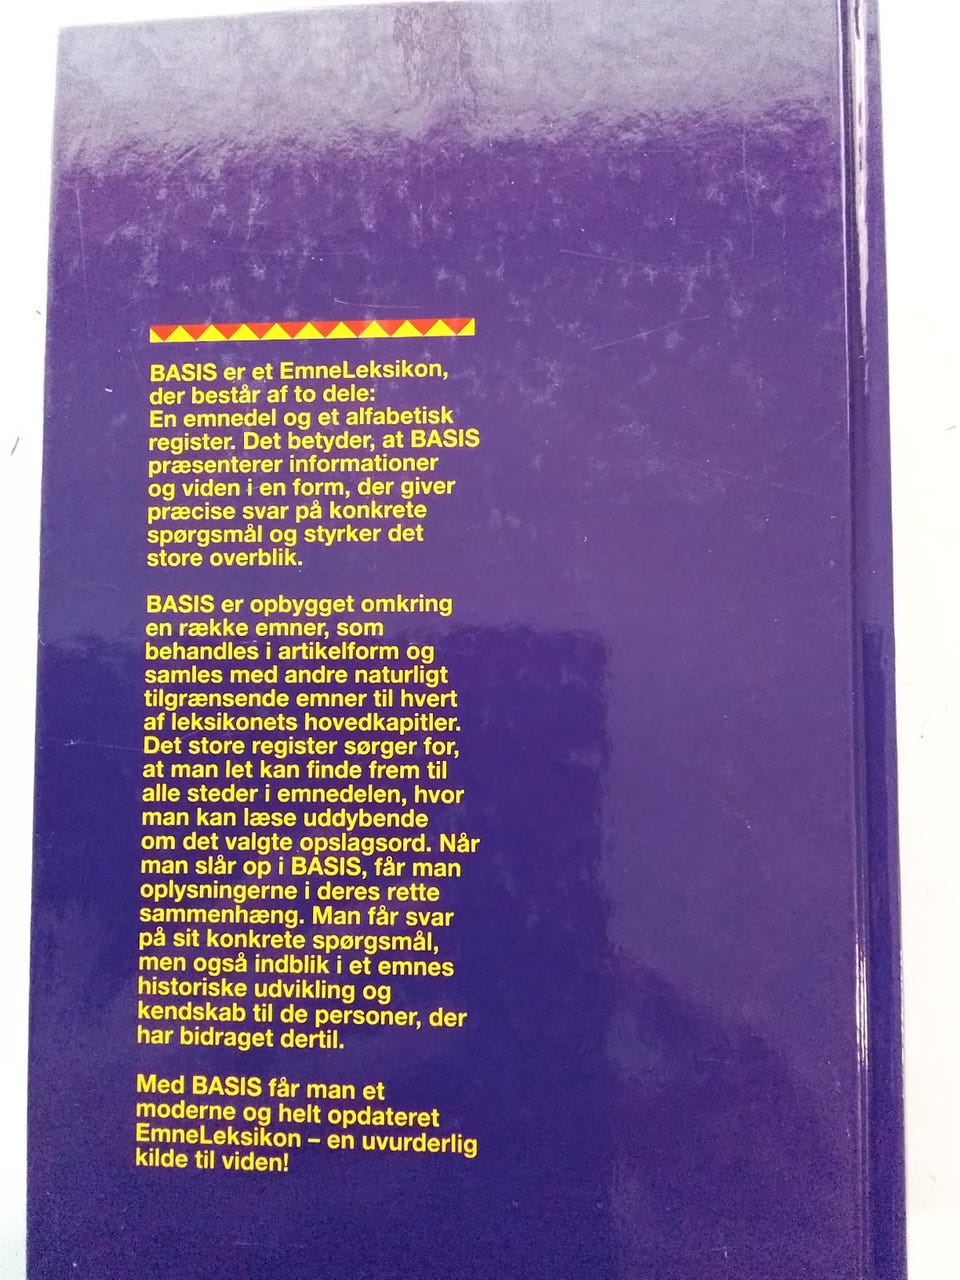 BASIS er et EmneLeksikon,
der består af to dele:
En emnedel og et alfabetisk
register. Det betyder, at BASIS
præsenterer informationer
og viden i en form, der giver
præcise svar på konkrete
spørgsmål og styrker det
store overblik.
BASIS er opbygget omkring
en række emner, som
behandles i artikelform og
samles med andre naturligt
tilgrænsende emner til hvert
af leksikonets hovedkapitler.
Det store register sørger for,
at man let kan finde frem til
alle steder i emnedelen, hvor
man kan læse uddybende
om det valgte opslagsord. Når
man slår op i BASIS, får man
oplysningerne i deres rette
sammenhæng. Man får svar
på sit konkrete spørgsmål,
men også indblik i et emnes
historiske udvikling og
kendskab til de personer, der
har bidraget dertil.
Med BASIS får man et
moderne og helt opdateret
EmneLeksikon – en uvurderlig
kilde til viden!